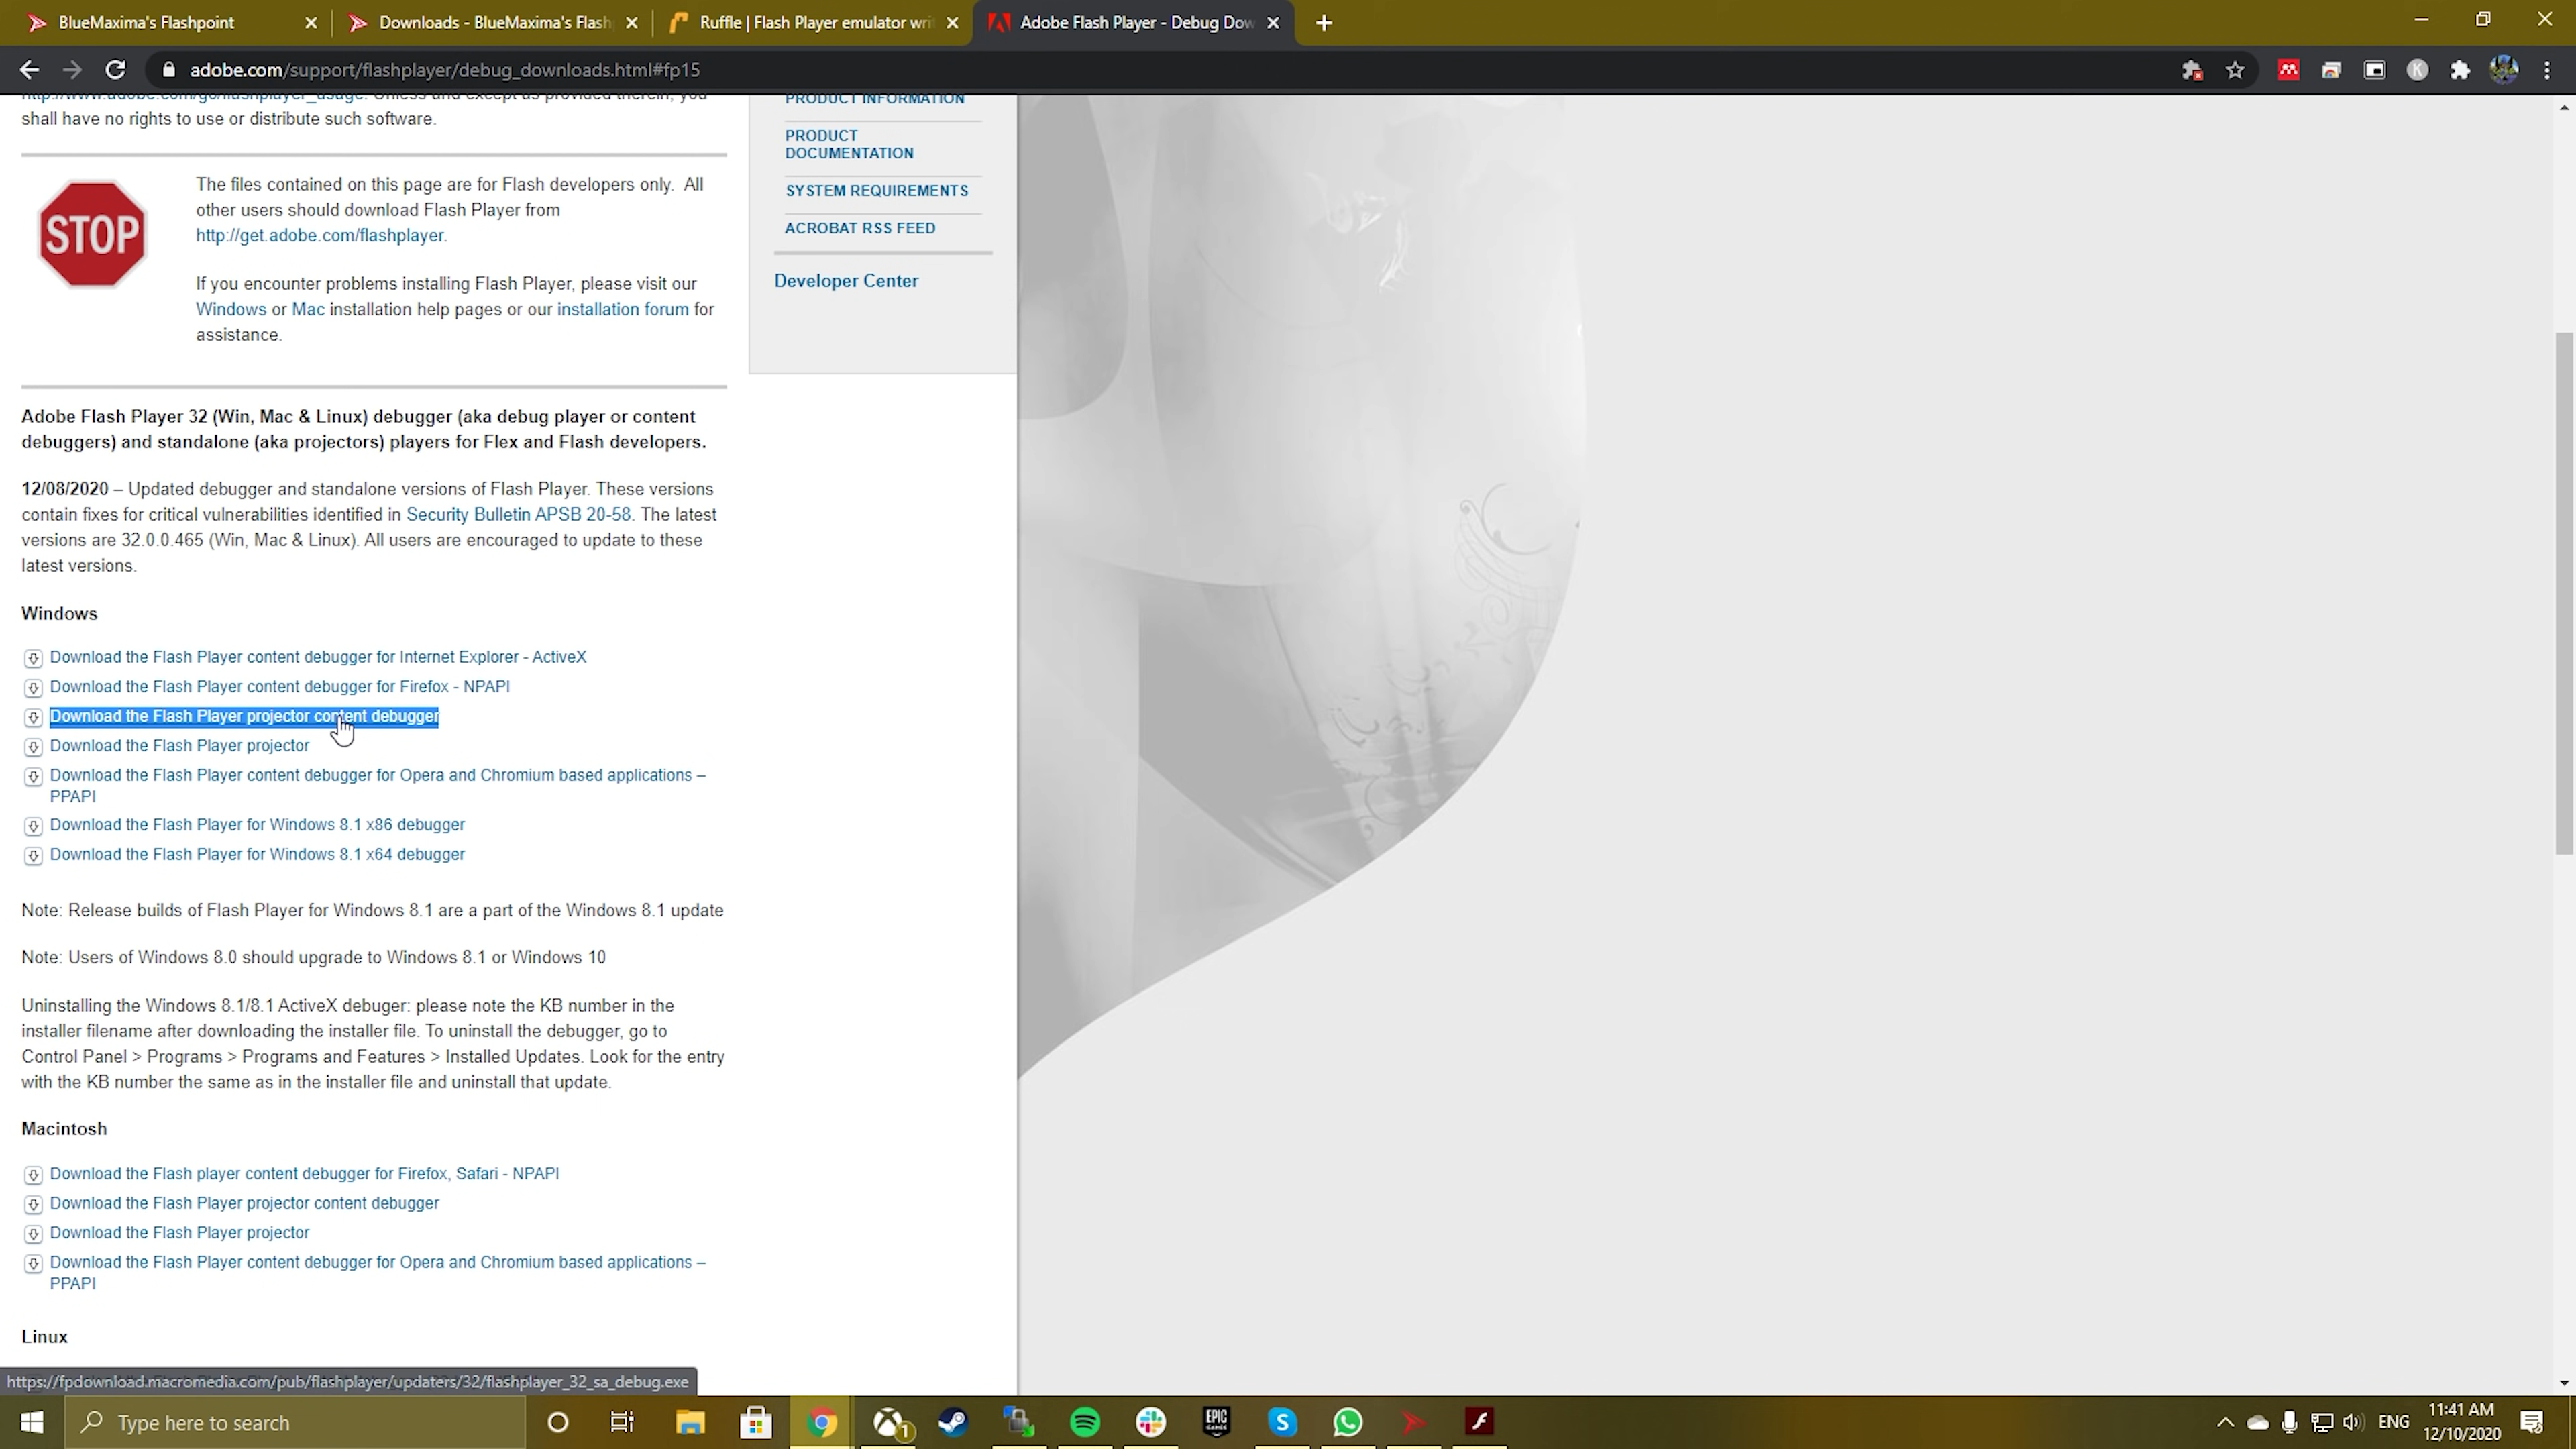 BlueMaxima's Flashpoint
Downloads - BlueMaxima's Flash
Ruffle | Flash Player emulator wri
Adobe Flash Player - Debug Dow
adobe.com/support/flashplayer/debug_downloads.html#fp15
http://www.adobe.com/go/flashplayer_usage. Unless and except as provided therein, you
shall have no rights to use or distribute such software.
STOP
The files contained on this page are for Flash developers only. All
other users should download Flash Player from
http://get.adobe.com/flashplayer.
If you encounter problems installing Flash Player, please visit our
Windows or Mac installation help pages or our installation forum for
assistance.
PRODUCT INFORMATION
PRODUCT
DOCUMENTATION
SYSTEM REQUIREMENTS
ACROBAT RSS FEED
Developer Center
Adobe Flash Player 32 (Win, Mac & Linux) debugger (aka debug player or content
debuggers) and standalone (aka projectors) players for Flex and Flash developers.
12/08/2020 – Updated debugger and standalone versions of Flash Player. These versions
contain fixes for critical vulnerabilities identified in Security Bulletin APSB 20-58. The latest
versions are 32.0.0.465 (Win, Mac & Linux). All users are encouraged to update to these
latest versions.
Windows
Download the Flash Player content debugger for Internet Explorer - ActiveX
Download the Flash Player content debugger for Firefox - NPAPI
Download the Flash Player projector content debugger
Download the Flash Player projector
Download the Flash Player content debugger for Opera and Chromium based applications –
PPAPI
Download the Flash Player for Windows 8.1 x86 debugger
Download the Flash Player for Windows 8.1 x64 debugger
Note: Release builds of Flash Player for Windows 8.1 are a part of the Windows 8.1 update
Note: Users of Windows 8.0 should upgrade to Windows 8.1 or Windows 10
Uninstalling the Windows 8.1/8.1 ActiveX debuger: please note the KB number in the
installer filename after downloading the installer file. To uninstall the debugger, go to
Control Panel > Programs > Programs and Features > Installed Updates. Look for the entry
with the KB number the same as in the installer file and uninstall that update.
Macintosh
Download the Flash player content debugger for Firefox, Safari - NPAPI
Download the Flash Player projector content debugger
Download the Flash Player projector
Download the Flash Player content debugger for Opera and Chromium based applications –
PPAPI
Linux
https://fpdownload.macromedia.com/pub/flashplayer/updaters/32/flashplayer_32_sa_debug.exe
Type here to search
1
EPIC
GAMES
ENG
11:41 AM
12/10/2020